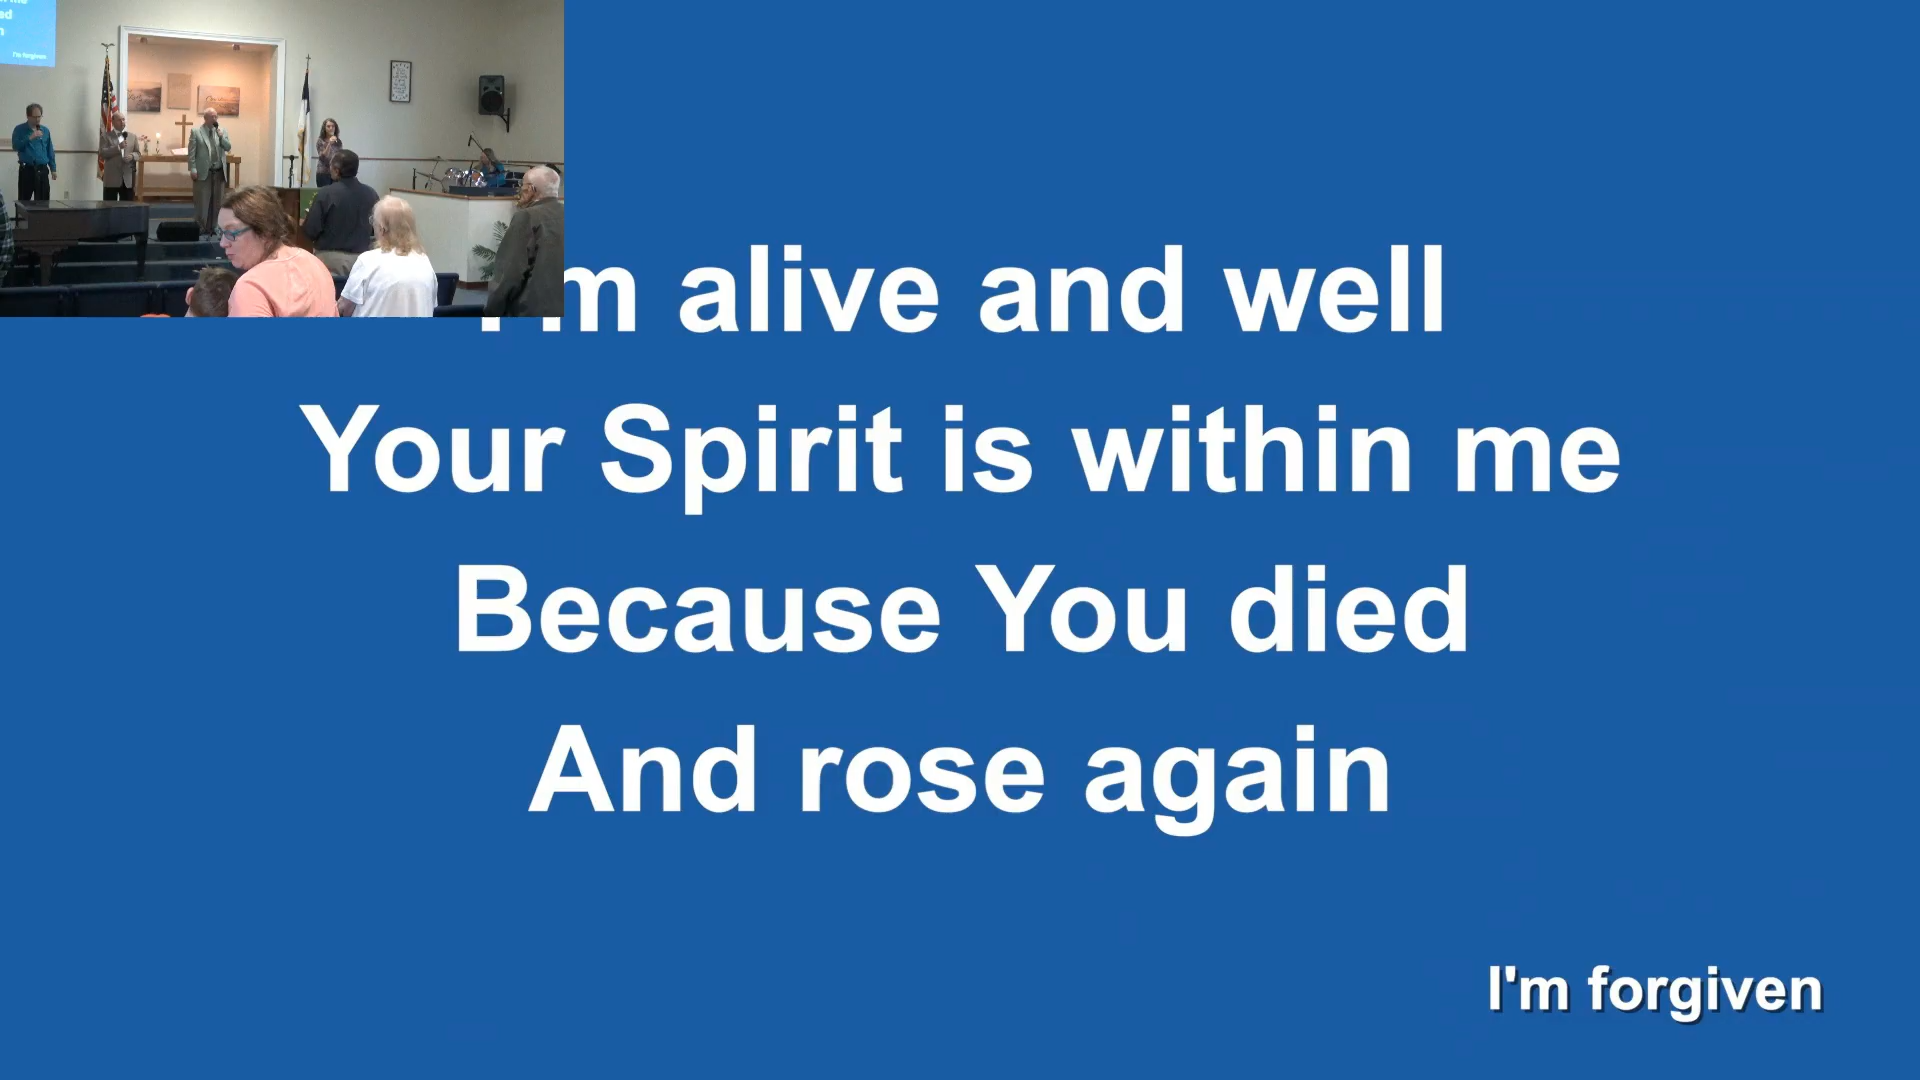 I'm alive and well
Your Spirit is within me
Because You died
And rose again
I'm forgiven